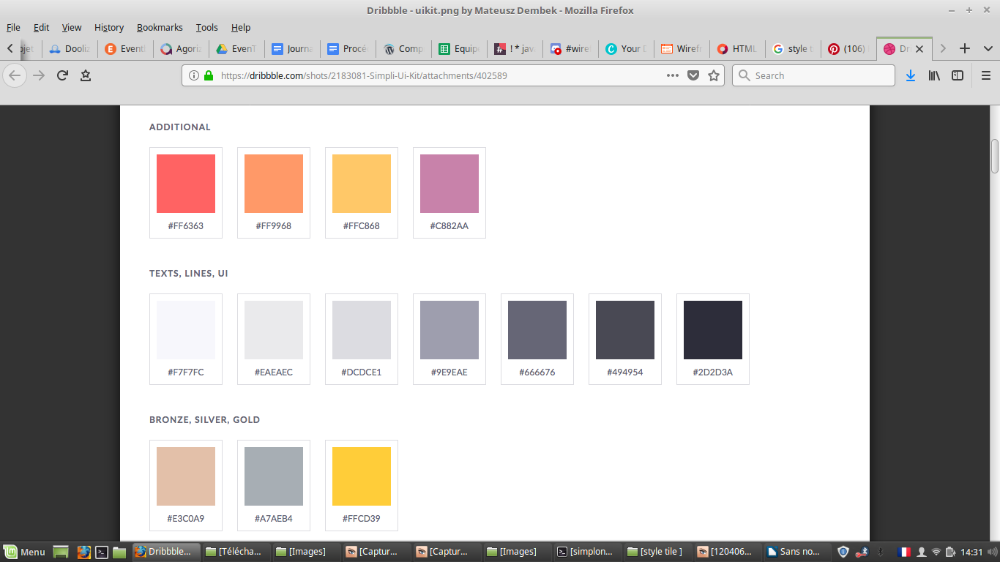 Dribbble - uikit.png by Mateusz Dembek - Mozilla Firefox
File Edit View History Bookmarks Tools Help
Dooliz Eventl Agoriz EvenT Journa Procé Comp Equipe ! * jav #wire Your D Wirefr HTML style t (106) Dr
https://dribbble.com/shots/2183081-Simpli-Ui-Kit/attachments/402589 Search
ADDITIONAL
#FF6363 #FF9968 #FFC868 #C882AA
TEXTS, LINES, UI
#F7F7FC #EAEAEC #DCDCE1 #9E9EAE #666676 #494954 #2D2D3A
BRONZE, SILVER, GOLD
#E3C0A9 #A7AEB4 #FFCD39
Menu Dribbble... [Télécha... [Images] [Captur... [Captur... [Images] [simplon... [style tile ] [120406... Sans no... 14:31